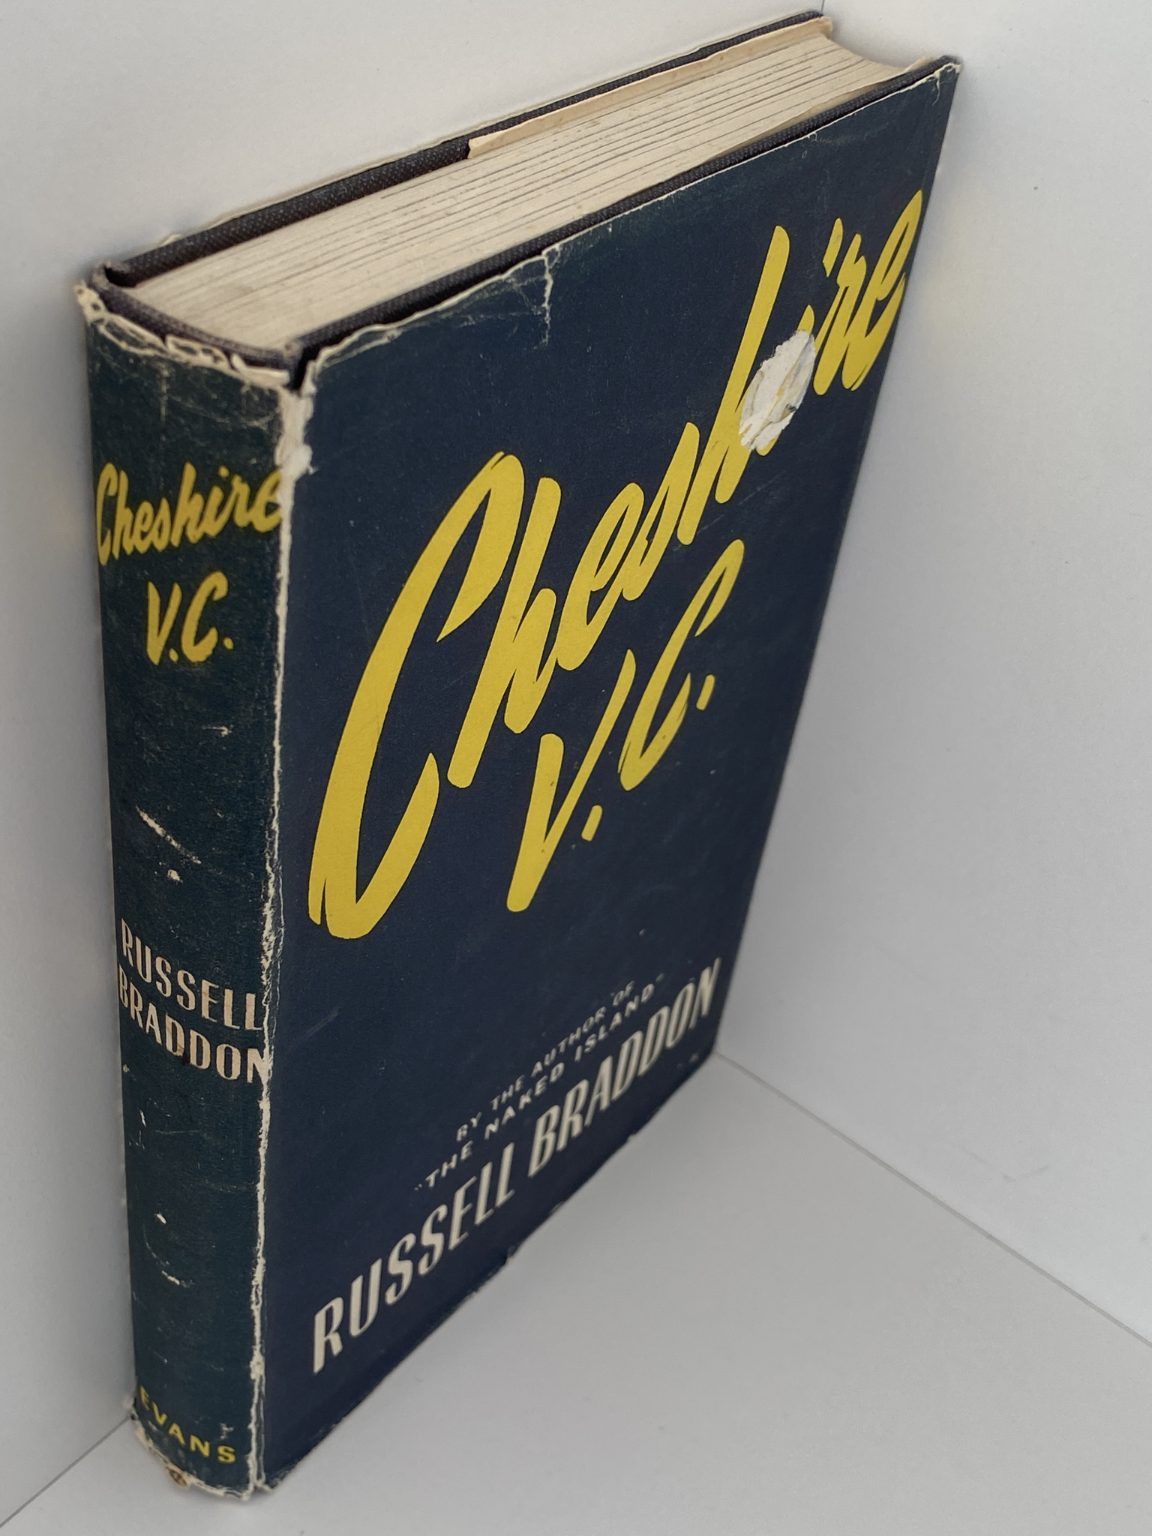 Cheshire
V.C.
RUSSELL
BRADDON
EVANS
Cheshire
V.C.
BY THE AUTHOR OF
"THE NAKED ISLAND"
RUSSELL BRADDON